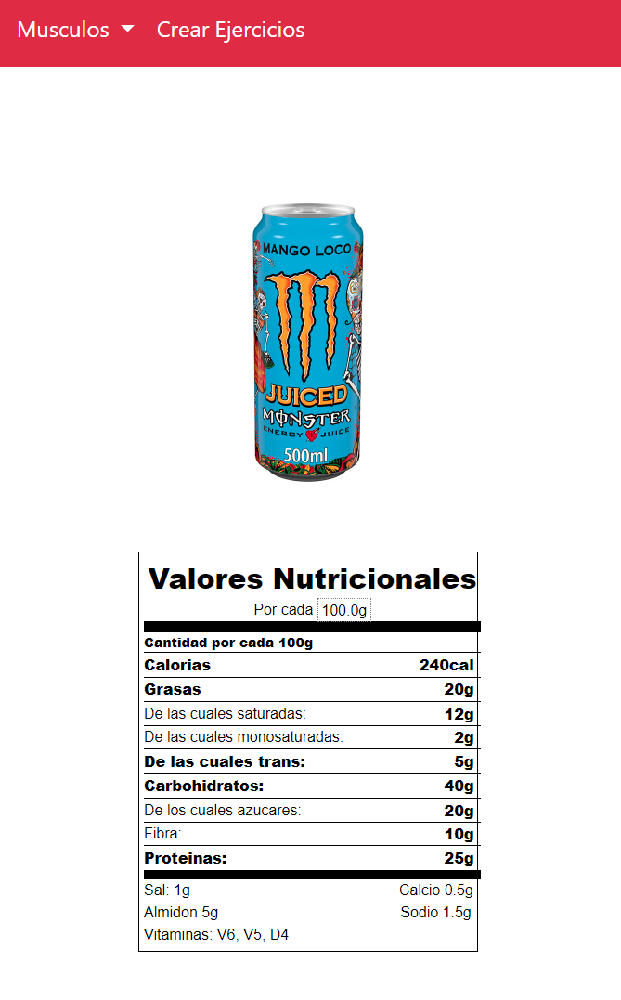 Musculos Crear Ejercicios
MANGO LOCO
JUICED
MONSTER
ENERGY JUICE
500ml
Valores Nutricionales
Por cada 100.0g
Cantidad por cada 100g
Calorias 240cal
Grasas 20g
De las cuales saturadas: 12g
De las cuales monosaturadas: 2g
De las cuales trans: 5g
Carbohidratos: 40g
De los cuales azucares: 20g
Fibra: 10g
Proteinas: 25g
Sal: 1g Calcio 0.5g
Almidon 5g Sodio 1.5g
Vitaminas: V6, V5, D4